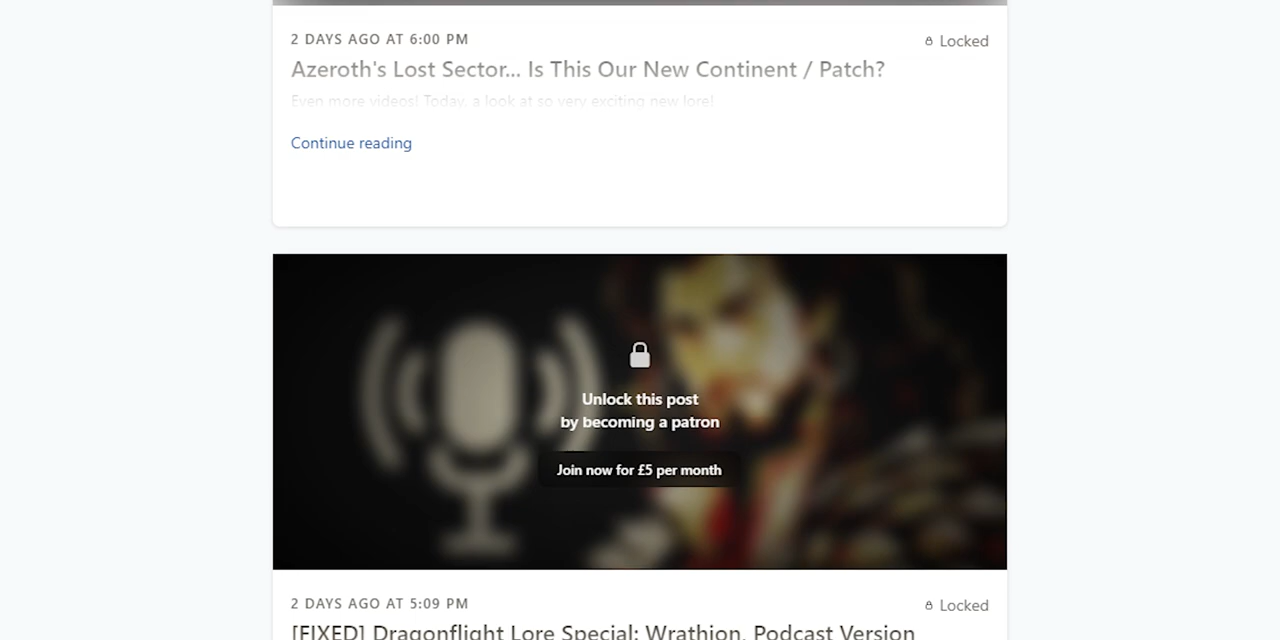 2 DAYS AGO AT 6:00 PM
Locked
Azeroth's Lost Sector... Is This Our New Continent / Patch?
Even more videos! Today, a look at so very exciting new lore!
Continue reading
Unlock this post
by becoming a patron
Join now for £5 per month
2 DAYS AGO AT 5:09 PM
Locked
[FIXED] Dragonflight Lore Special: Wrathion, Podcast Version